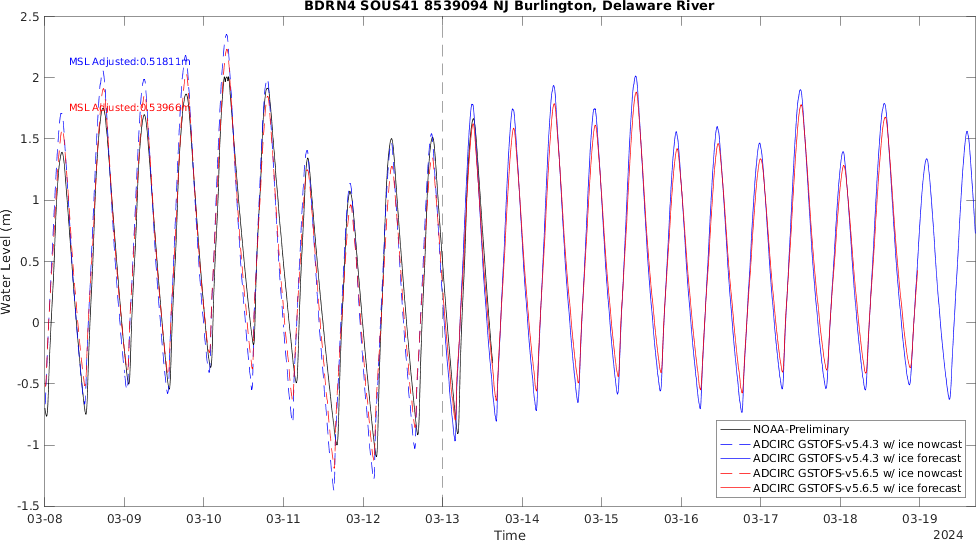 BDRN4 SOUS41 8539094 NJ Burlington, Delaware River
2.5
MSL Adjusted:0.51811m
2
MSL Adjusted:0.53966m
1.5
1
Water Level (m)
0.5
0
-0.5
-1
-1.5
NOAA-Preliminary
ADCIRC GSTOFS-v5.4.3 w/ ice nowcast
ADCIRC GSTOFS-v5.4.3 w/ ice forecast
ADCIRC GSTOFS-v5.6.5 w/ ice nowcast
ADCIRC GSTOFS-v5.6.5 w/ ice forecast
03-08 03-09 03-10 03-11 03-12 03-13 03-14 03-15 03-16 03-17 03-18 03-19
Time
2024